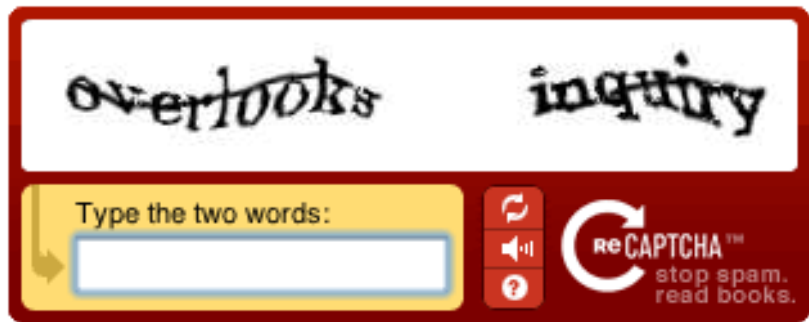 overlooks inquiry
Type the two words:
ReCAPTCHA™
stop spam.
read books.